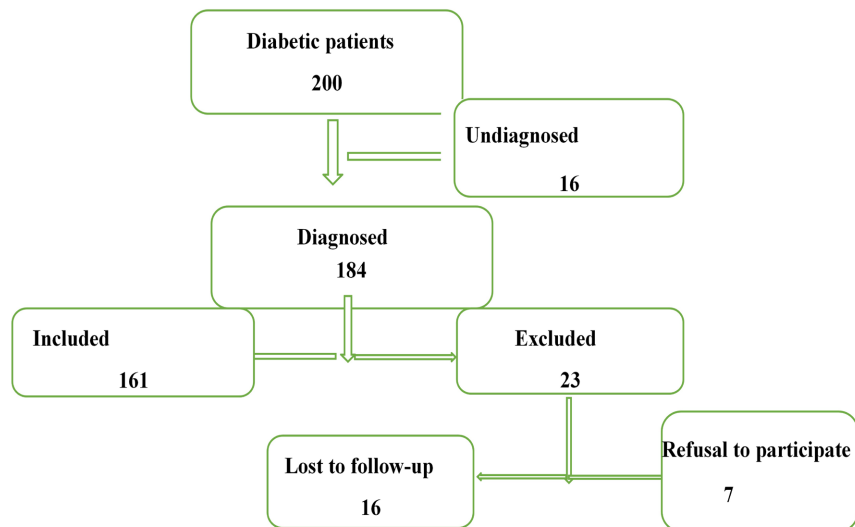 Diabetic patients
200
Undiagnosed
16
Diagnosed
184
Included
161
Excluded
23
Lost to follow-up
16
Refusal to participate
7